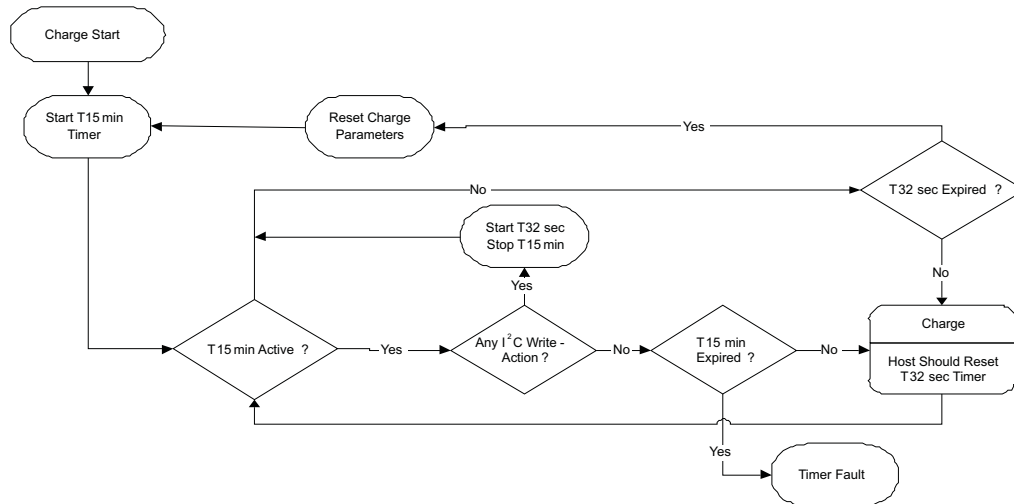 Charge Start
Start T15 min
Timer
Reset Charge
Parameters
Yes
T32 sec Expired ?
No
Start T32 sec
Stop T15 min
No
Yes
T15 min Active ?
Yes
Any I²C Write -
Action ?
No
T15 min
Expired ?
No
Charge
Host Should Reset
T32 sec Timer
Yes
Timer Fault